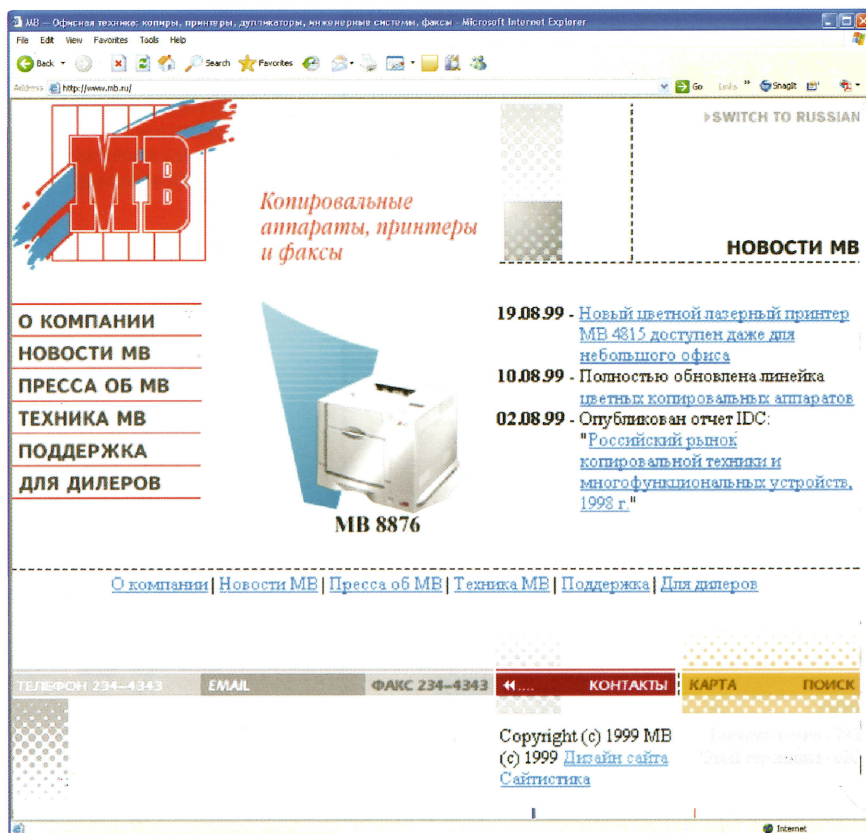 MB — Офисная техника: копиры, принтеры, дупликаторы, инженерные системы, факсы - Microsoft Internet Explorer
File Edit View Favorites Tools Help
Back Search Favorites
Address http://www.mb.ru/ Go Links » SnagIt
SWITCH TO RUSSIAN
MB
Копировальные
аппараты, принтеры
и факсы
НОВОСТИ МВ
О КОМПАНИИ
НОВОСТИ МВ
ПРЕССА ОБ МВ
ТЕХНИКА МВ
ПОДДЕРЖКА
ДЛЯ ДИЛЕРОВ
MB 8876
19.08.99 - Новый цветной лазерный принтер
МВ 4815 доступен даже для
небольшого офиса
10.08.99 - Полностью обновлена линейка
цветных копировальных аппаратов
02.08.99 - Опубликован отчет IDC:
"Российский рынок
копировальной техники и
многофункциональных устройств,
1998 г."
О компании | Новости МВ | Пресса об МВ | Техника МВ | Поддержка | Для дилеров
ТЕЛЕФОН 234–4343 EMAIL ФАКС 234–4343 .... КОНТАКТЫ КАРТА ПОИСК
Copyright (c) 1999 MB
(c) 1999 Дизайн сайта
Сайтистика
Internet